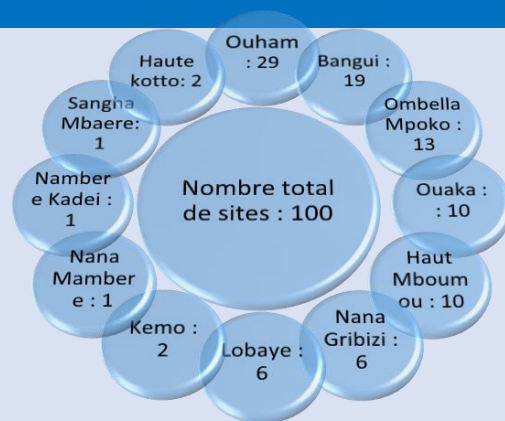 Ouham
: 29
Bangui :
19
Ombella
Mpoko :
13
Ouaka :
: 10
Haut
Mboum
ou : 10
Nana
Gribizi :
6
Lobaye :
6
Kemo :
2
Nana
Mamber
e : 1
Namber
e Kadei :
1
Sangha
Mbaere:
1
Haute
kotto: 2
Nombre total
de sites : 100